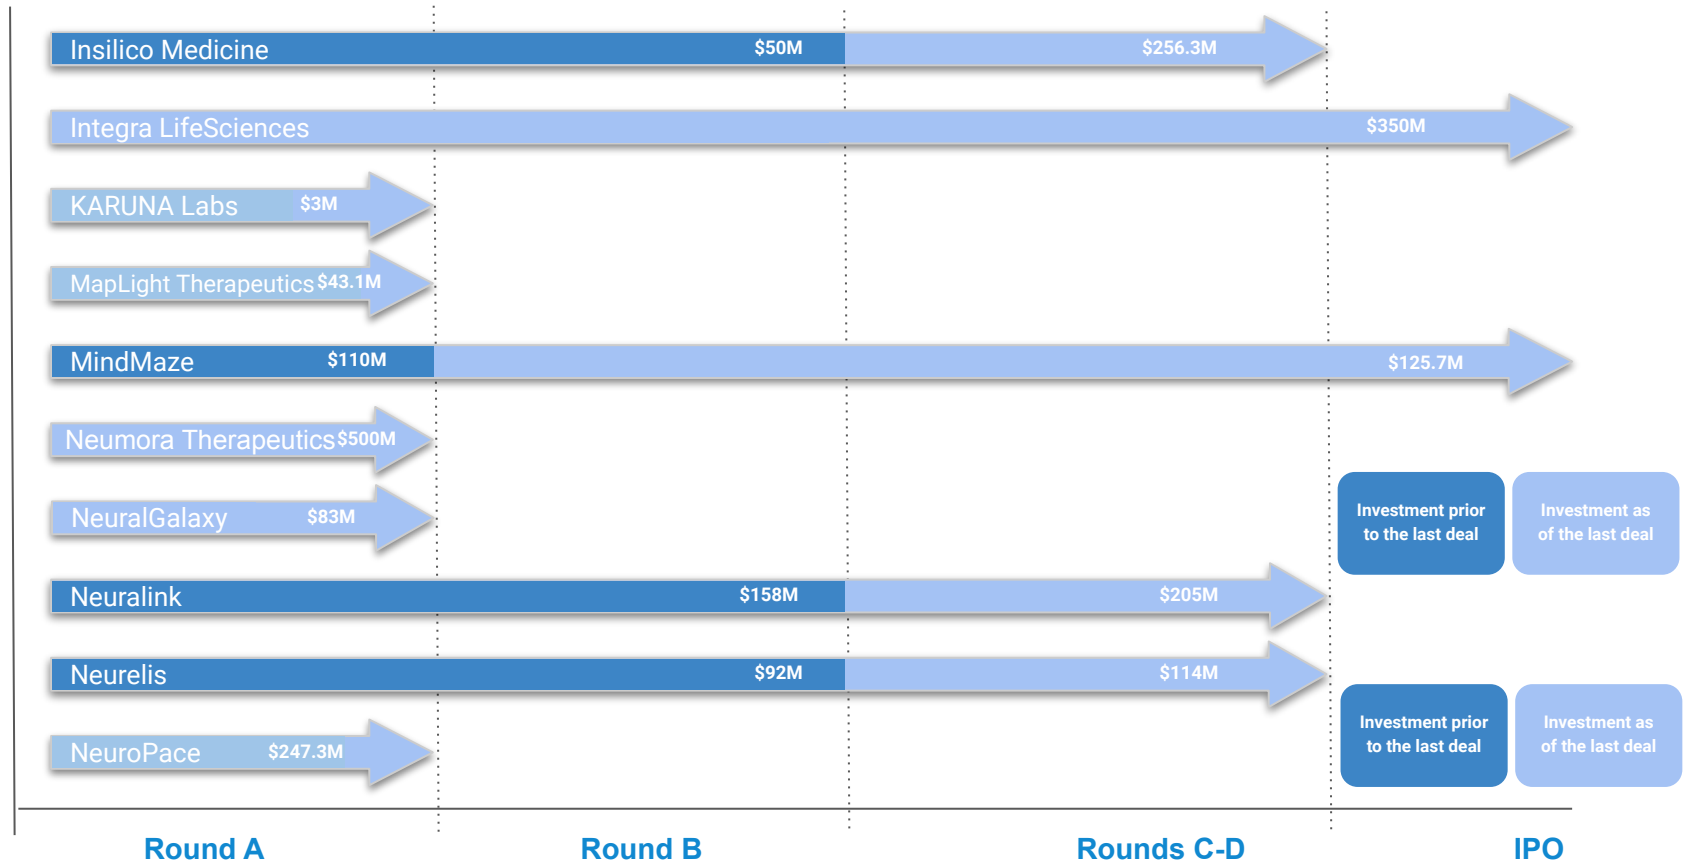 Insilico Medicine $50M $256.3M
Integra LifeSciences $350M
KARUNA Labs $3M
MapLight Therapeutics $43.1M
MindMaze $110M $125.7M
Neumora Therapeutics $500M
NeuralGalaxy $83M
Investment prior
to the last deal
Investment as
of the last deal
Neuralink $158M $205M
Neurelis $92M $114M
NeuroPace $247.3M
Investment prior
to the last deal
Investment as
of the last deal
Round A Round B Rounds C-D IPO